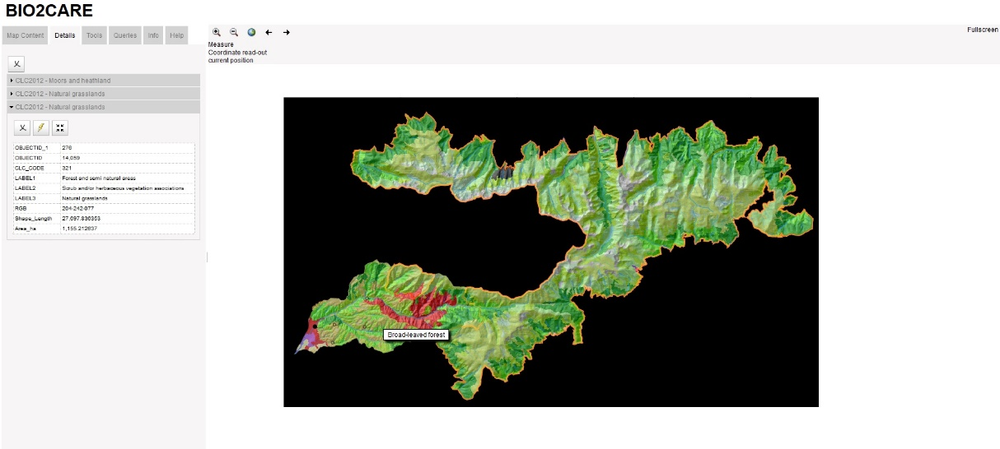 BIO2CARE
Map Content Details Tools Queries Info Help
Measure
Coordinate read-out
current position
Fullscreen
CLC2012 - Moors and heathland
CLC2012 - Natural grasslands
CLC2012 - Natural grasslands
OBJECTID_1 276
OBJECTID 14,059
CLC_CODE 321
LABEL1 Forest and semi natural areas
LABEL2 Scrub and/or herbaceous vegetation associations
LABEL3 Natural grasslands
RGB 204-242-077
Shape_Length 27,697.836353
Area_ha 1,155.212637
Broad-leaved forest